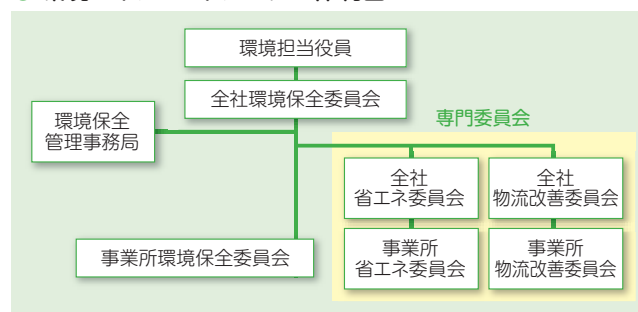 環境担当役員
全社環境保全委員会
環境保全
管理事務局
専門委員会
全社
省エネ委員会
全社
物流改善委員会
事業所環境保全委員会
事業所
省エネ委員会
事業所
物流改善委員会